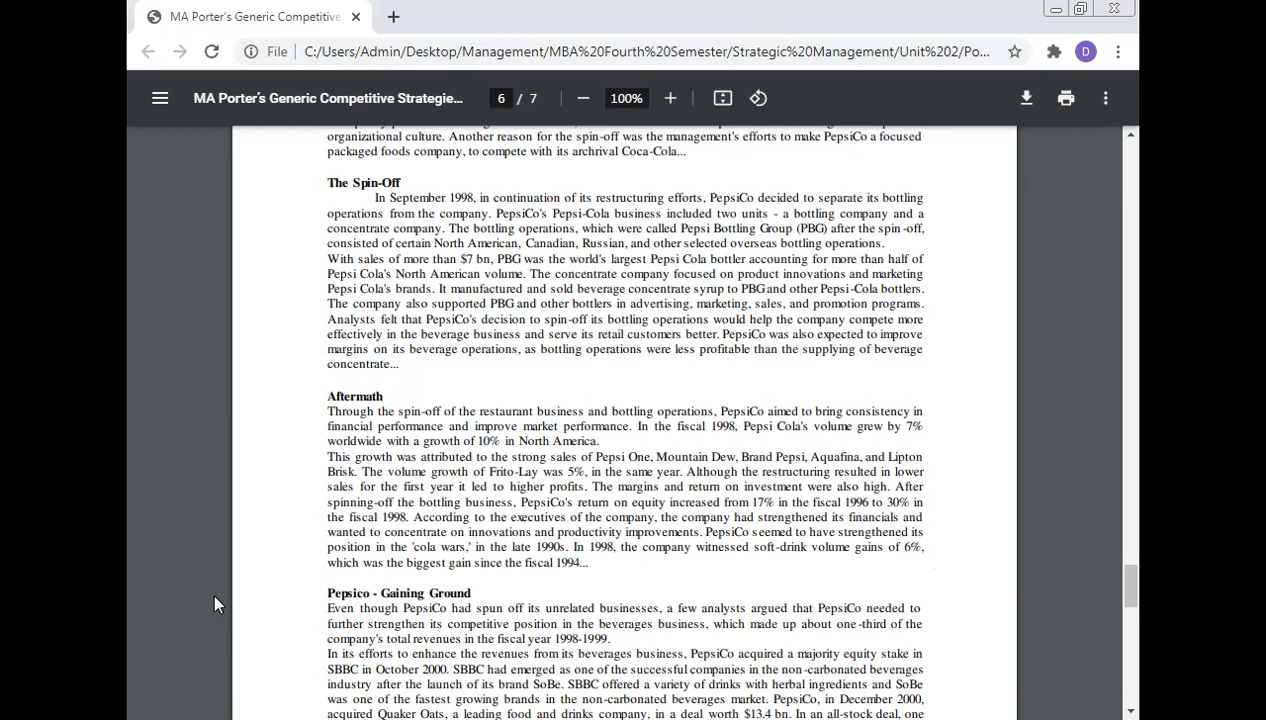 MA Porter's Generic Competitive
File C:/Users/Admin/Desktop/Management/MBA%20Fourth%20Semester/Strategic%20Management/Unit%202/Po...
D
MA Porter's Generic Competitive Strategie...
6 / 7
100%
organizational culture. Another reason for the spin-off was the management's efforts to make PepsiCo a focused
packaged foods company, to compete with its archrival Coca-Cola...
The Spin-Off
In September 1998, in continuation of its restructuring efforts, PepsiCo decided to separate its bottling
operations from the company. PepsiCo's Pepsi-Cola business included two units - a bottling company and a
concentrate company. The bottling operations, which were called Pepsi Bottling Group (PBG) after the spin-off,
consisted of certain North American, Canadian, Russian, and other selected overseas bottling operations.
With sales of more than $7 bn, PBG was the world's largest Pepsi Cola bottler accounting for more than half of
Pepsi Cola's North American volume. The concentrate company focused on product innovations and marketing
Pepsi Cola's brands. It manufactured and sold beverage concentrate syrup to PBG and other Pepsi-Cola bottlers.
The company also supported PBG and other bottlers in advertising, marketing, sales, and promotion programs.
Analysts felt that PepsiCo's decision to spin-off its bottling operations would help the company compete more
effectively in the beverage business and serve its retail customers better. PepsiCo was also expected to improve
margins on its beverage operations, as bottling operations were less profitable than the supplying of beverage
concentrate...
Aftermath
Through the spin-off of the restaurant business and bottling operations, PepsiCo aimed to bring consistency in
financial performance and improve market performance. In the fiscal 1998, Pepsi Cola's volume grew by 7%
worldwide with a growth of 10% in North America.
This growth was attributed to the strong sales of Pepsi One, Mountain Dew, Brand Pepsi, Aquafina, and Lipton
Brisk. The volume growth of Frito-Lay was 5%, in the same year. Although the restructuring resulted in lower
sales for the first year it led to higher profits. The margins and return on investment were also high. After
spinning-off the bottling business, PepsiCo's return on equity increased from 17% in the fiscal 1996 to 30% in
the fiscal 1998. According to the executives of the company, the company had strengthened its financials and
wanted to concentrate on innovations and productivity improvements. PepsiCo seemed to have strengthened its
position in the 'cola wars,' in the late 1990s. In 1998, the company witnessed soft-drink volume gains of 6%,
which was the biggest gain since the fiscal 1994...
Pepsico - Gaining Ground
Even though PepsiCo had spun off its unrelated businesses, a few analysts argued that PepsiCo needed to
further strengthen its competitive position in the beverages business, which made up about one-third of the
company's total revenues in the fiscal year 1998-1999.
In its efforts to enhance the revenues from its beverages business, PepsiCo acquired a majority equity stake in
SBBC in October 2000. SBBC had emerged as one of the successful companies in the non-carbonated beverages
industry after the launch of its brand SoBe. SBBC offered a variety of drinks with herbal ingredients and SoBe
was one of the fastest growing brands in the non-carbonated beverages market. PepsiCo, in December 2000,
acquired Quaker Oats, a leading food and drinks company, in a deal worth $13.4 bn. In an all-stock deal, one